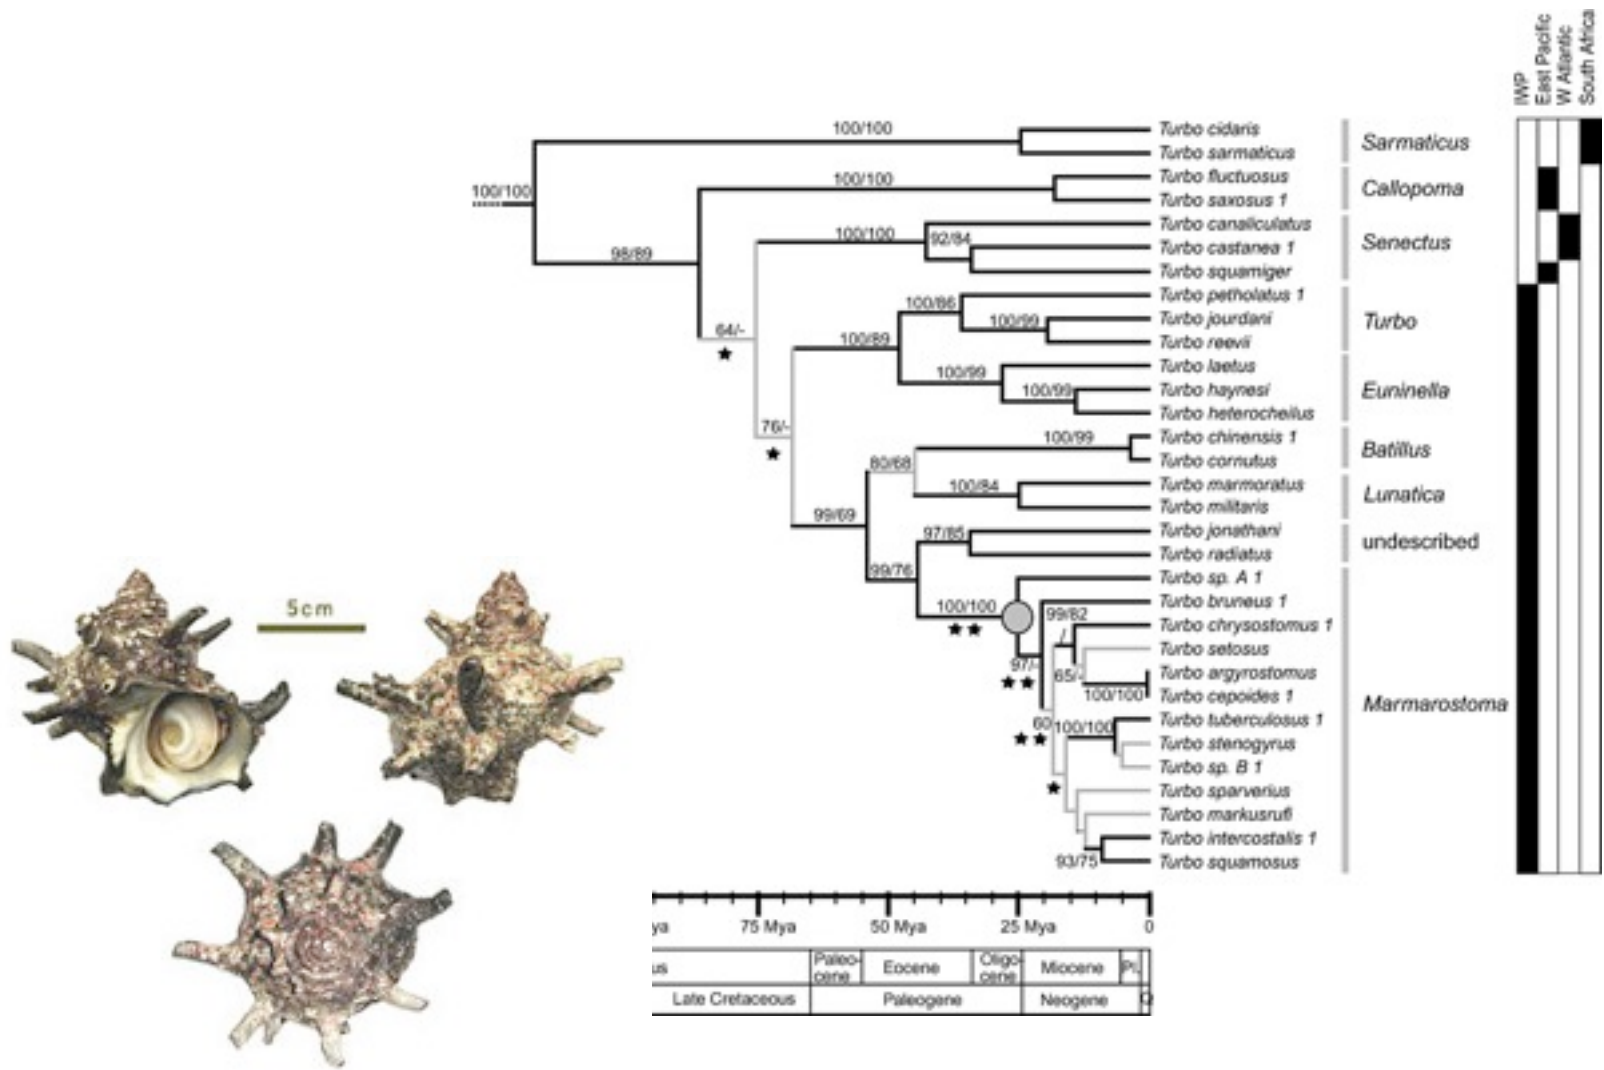 IWP
East Pacific
W Atlantic
South Africa
100/100
Turbo cidaris
Turbo sarmaticus
Sarmaticus
100/100
100/100
Turbo fluctuosus
Turbo saxosus 1
Callopoma
98/89
100/100
92/84
Turbo canaliculatus
Turbo castanea 1
Turbo squamiger
Senectus
64/-
100/86
100/99
100/89
Turbo petholatus 1
Turbo jourdani
Turbo reevii
Turbo
100/99
100/99
Turbo laetus
Turbo haynesi
Turbo heterocheilus
Euninella
76/-
100/99
Turbo chinensis 1
Turbo cornutus
Batillus
80/68
100/84
Turbo marmoratus
Turbo militaris
Lunatica
99/69
97/85
Turbo jonathani
Turbo radiatus
undescribed
99/76
100/100
Turbo sp. A 1
Turbo bruneus 1
99/82
Turbo chrysostomus 1
/
Turbo setosus
97/-
65/-
Turbo argyrostomus
100/100
Turbo cepoides 1
Marmarostoma
60
100/100
Turbo tuberculosus 1
Turbo stenogyrus
Turbo sp. B 1
Turbo sparverius
Turbo markusrufi
Turbo intercostalis 1
93/75
Turbo squamosus
5cm
ya
75 Mya
50 Mya
25 Mya
0
us
Paleo-
cene
Eocene
Oligo-
cene
Miocene
Pl.
Late Cretaceous
Paleogene
Neogene
Q